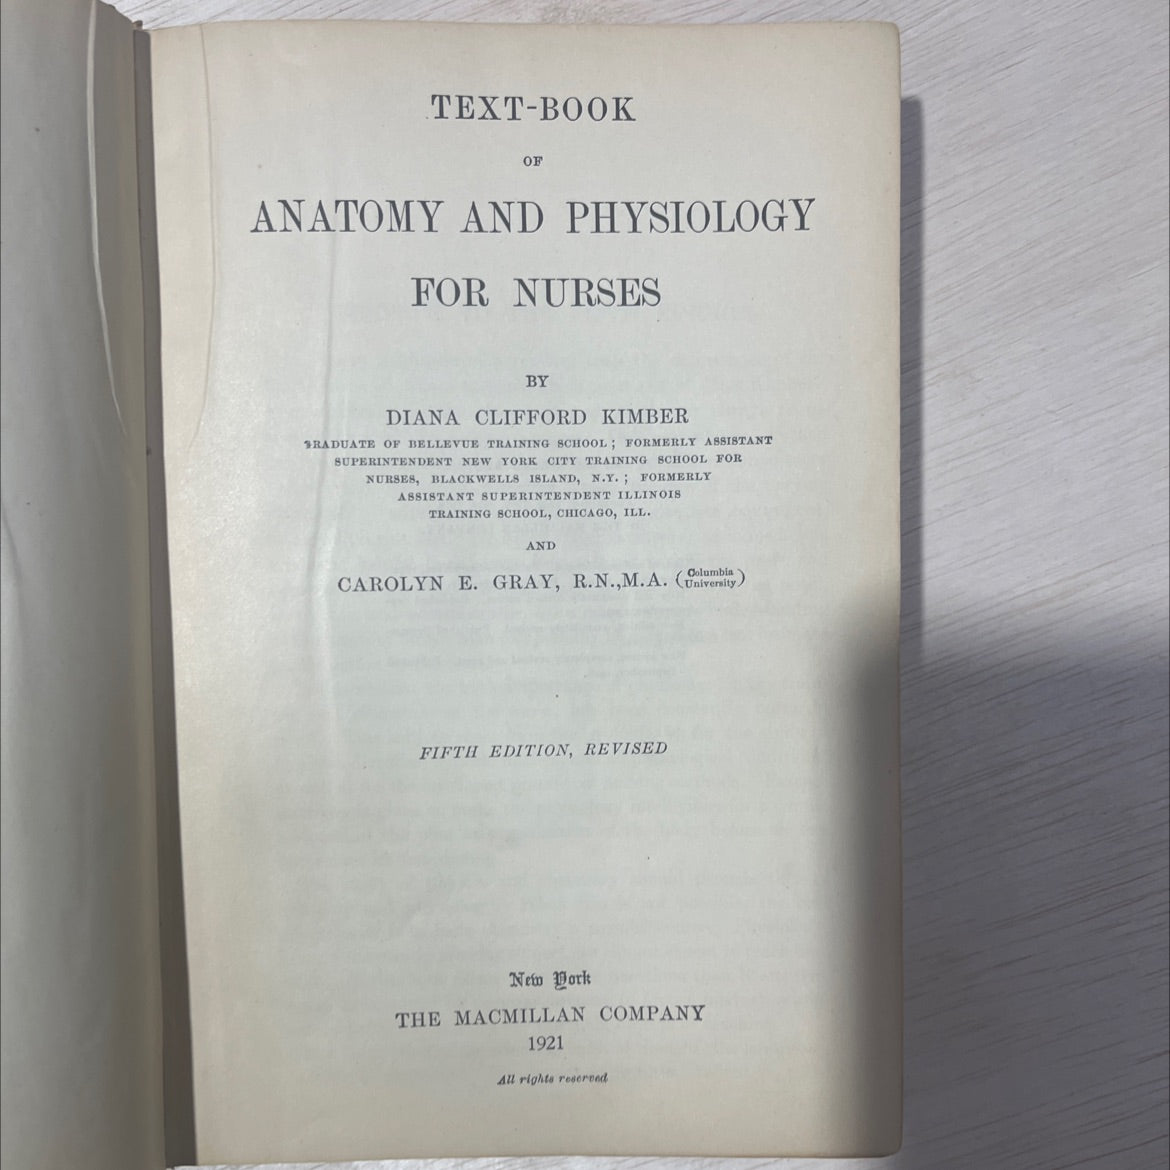 TEXT-BOOK
OF
ANATOMY AND PHYSIOLOGY
FOR NURSES
BY
DIANA CLIFFORD KIMBER
GRADUATE OF BELLEVUE TRAINING SCHOOL; FORMERLY ASSISTANT
SUPERINTENDENT NEW YORK CITY TRAINING SCHOOL FOR
NURSES, BLACKWELLS ISLAND, N.Y.; FORMERLY
ASSISTANT SUPERINTENDENT ILLINOIS
TRAINING SCHOOL, CHICAGO, ILL.
AND
CAROLYN E. GRAY, R.N., M.A. (Columbia University)
FIFTH EDITION, REVISED
New York
THE MACMILLAN COMPANY
1921
All rights reserved